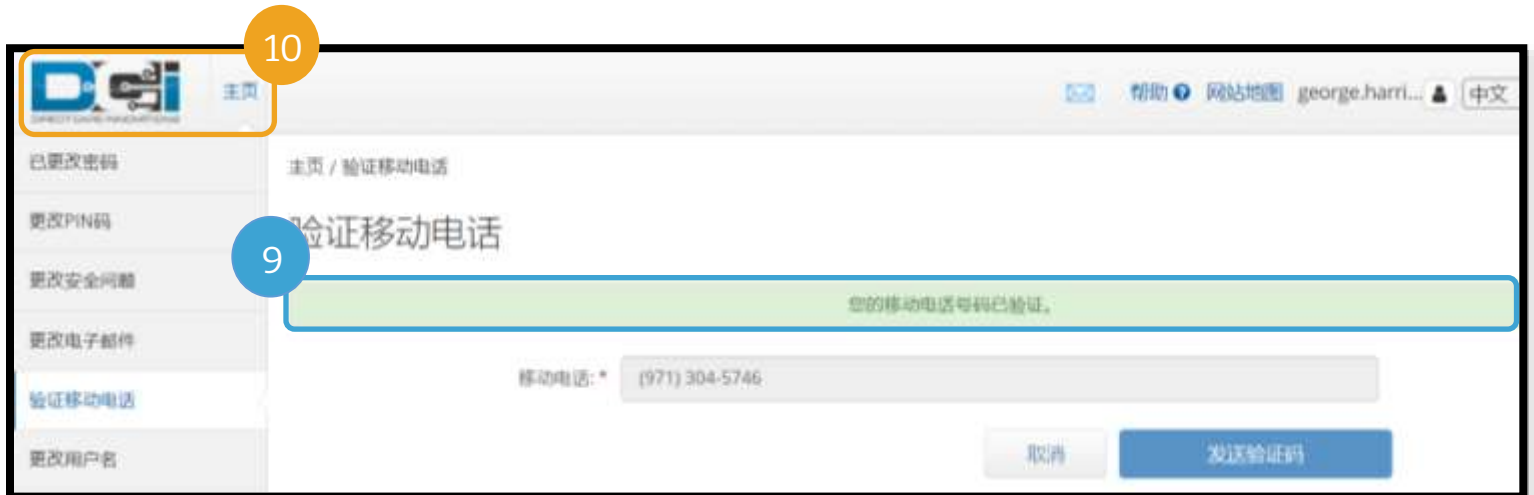 10
DCI
DIRECT CARE INNOVATIONS
主页
帮助 网站地图 george.harri... 中文
已更改密码
更改PIN码
更改安全问题
更改电子邮件
验证移动电话
更改用户名
主页 / 验证移动电话
验证移动电话
9
您的移动电话号码已验证。
移动电话: * (971) 304-5746
取消 发送验证码